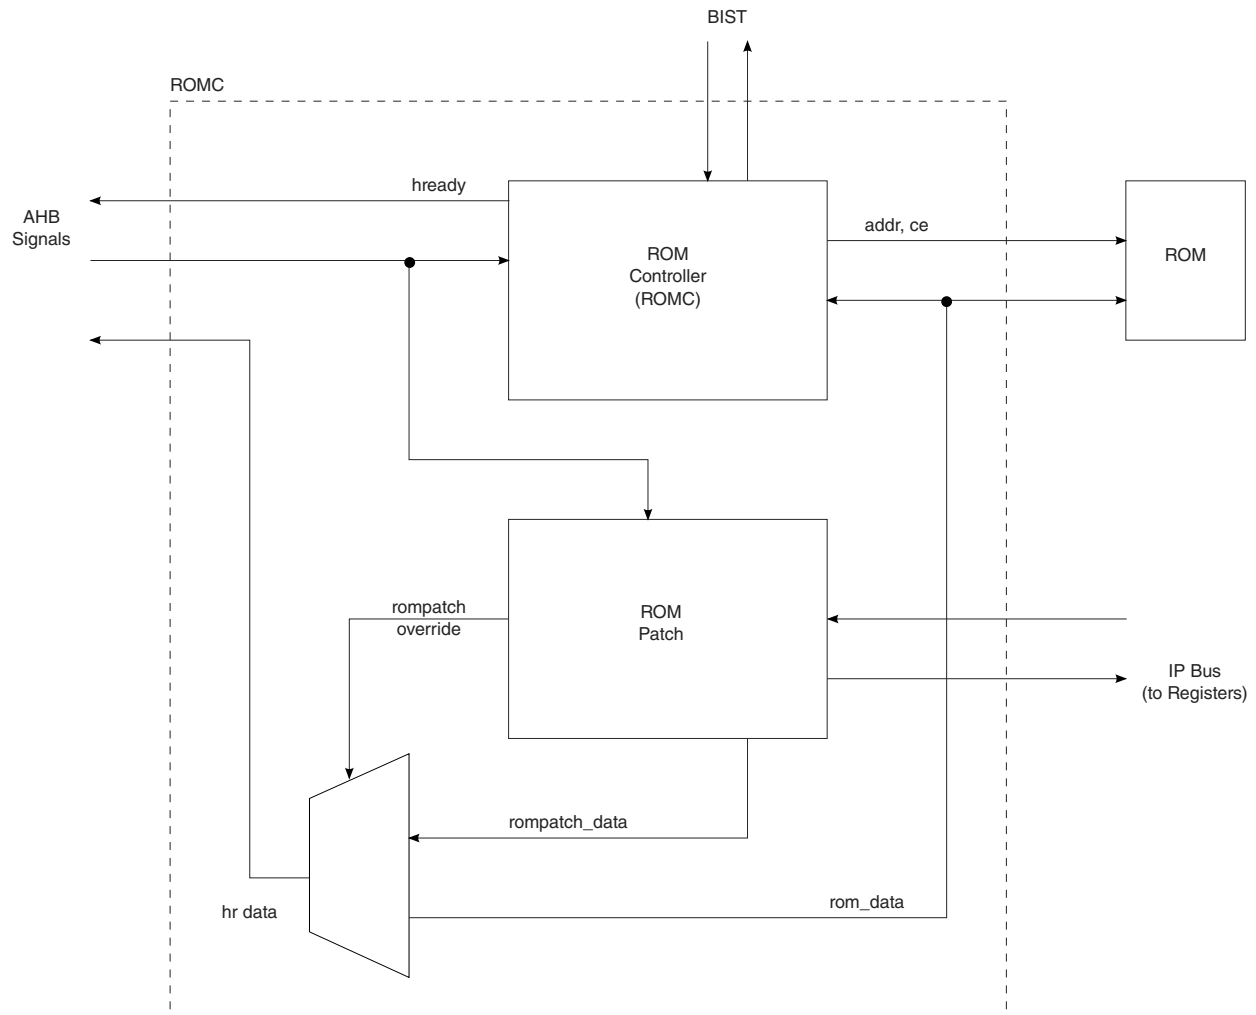 BIST
ROMC
hready
AHB
Signals
addr, ce
ROM
Controller
(ROMC)
ROM
rompatch
override
ROM
Patch
IP Bus
(to Registers)
rompatch_data
rom_data
hr data